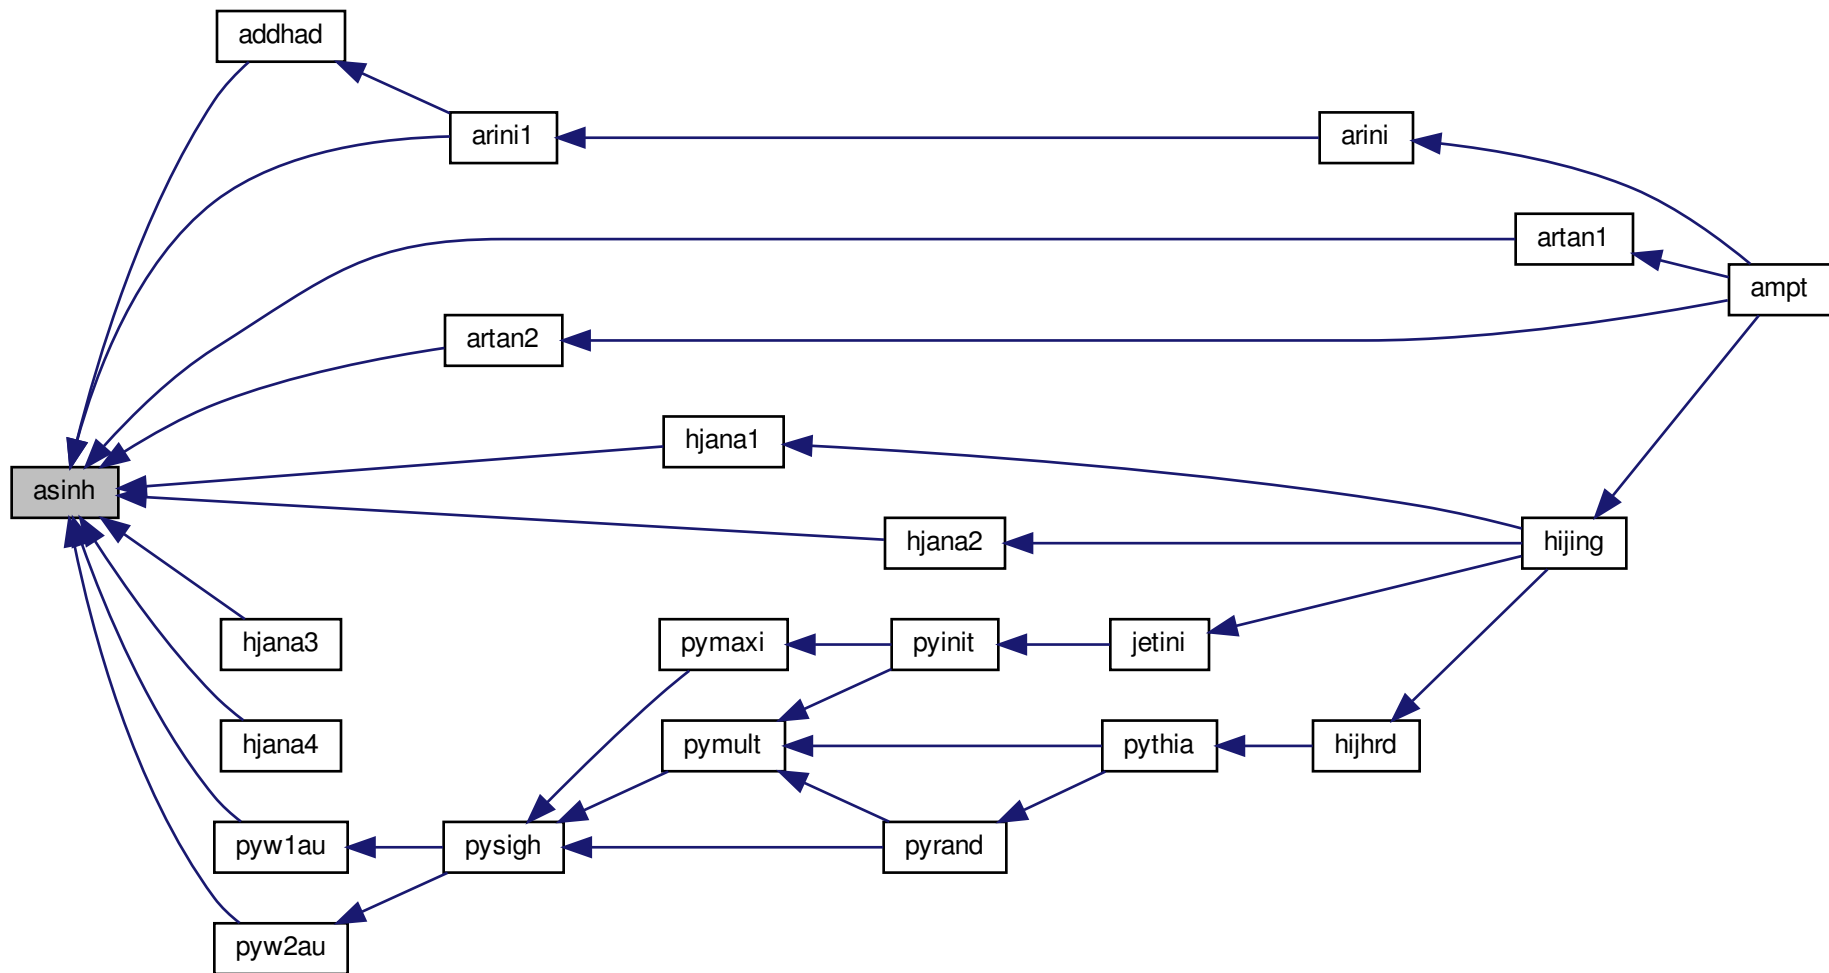 addhad
arini1
arini
artan1
ampt
artan2
hjana1
asinh
hjana2
hijing
hjana3
pymaxi
pyinit
jetini
hjana4
pymult
pythia
hijhrd
pyw1au
pysigh
pyrand
pyw2au